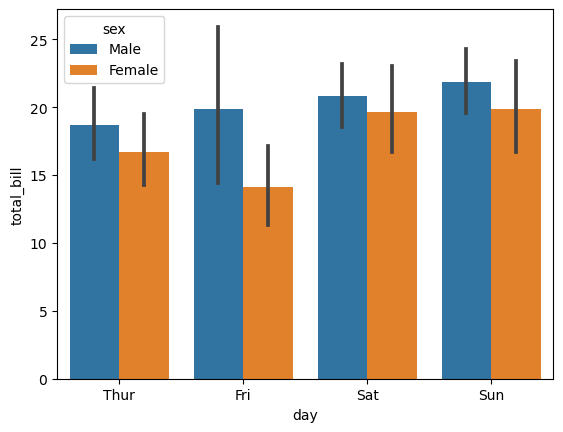 sex
Male
Female
25
20
15
10
5
0
total_bill
Thur Fri Sat Sun
day